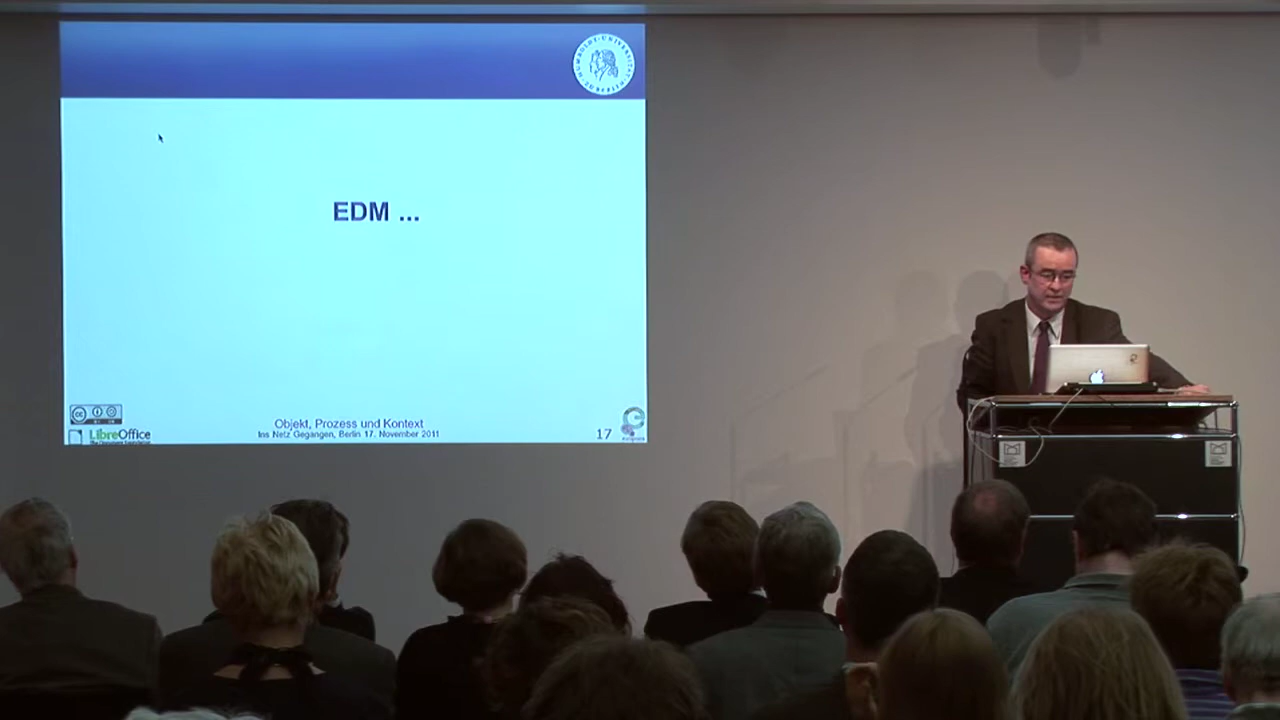 EDM ...
Objekt, Prozess und Kontext
Ins Netz Gegangen, Berlin 17. November 2011
17
LibreOffice